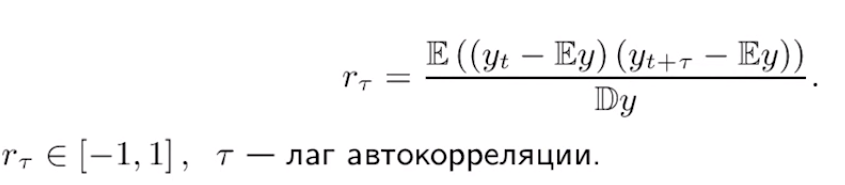 r_τ = 𝔼 ((y_t − 𝔼y) (y_{t+τ} − 𝔼y)) / 𝔻y .
r_τ ∈ [−1, 1] , τ — лаг автокорреляции.